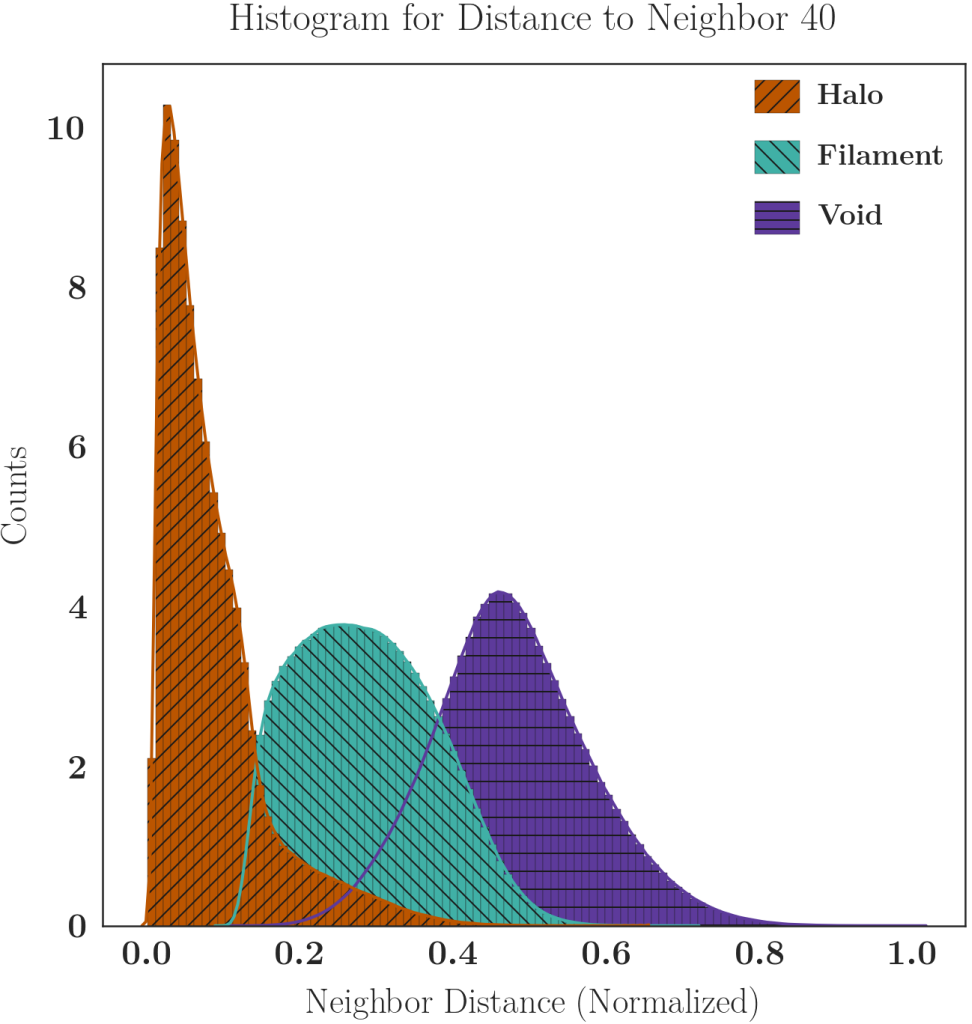 Histogram for Distance to Neighbor 40
Halo
Filament
Void
Counts
10
8
6
4
2
0
0.0 0.2 0.4 0.6 0.8 1.0
Neighbor Distance (Normalized)